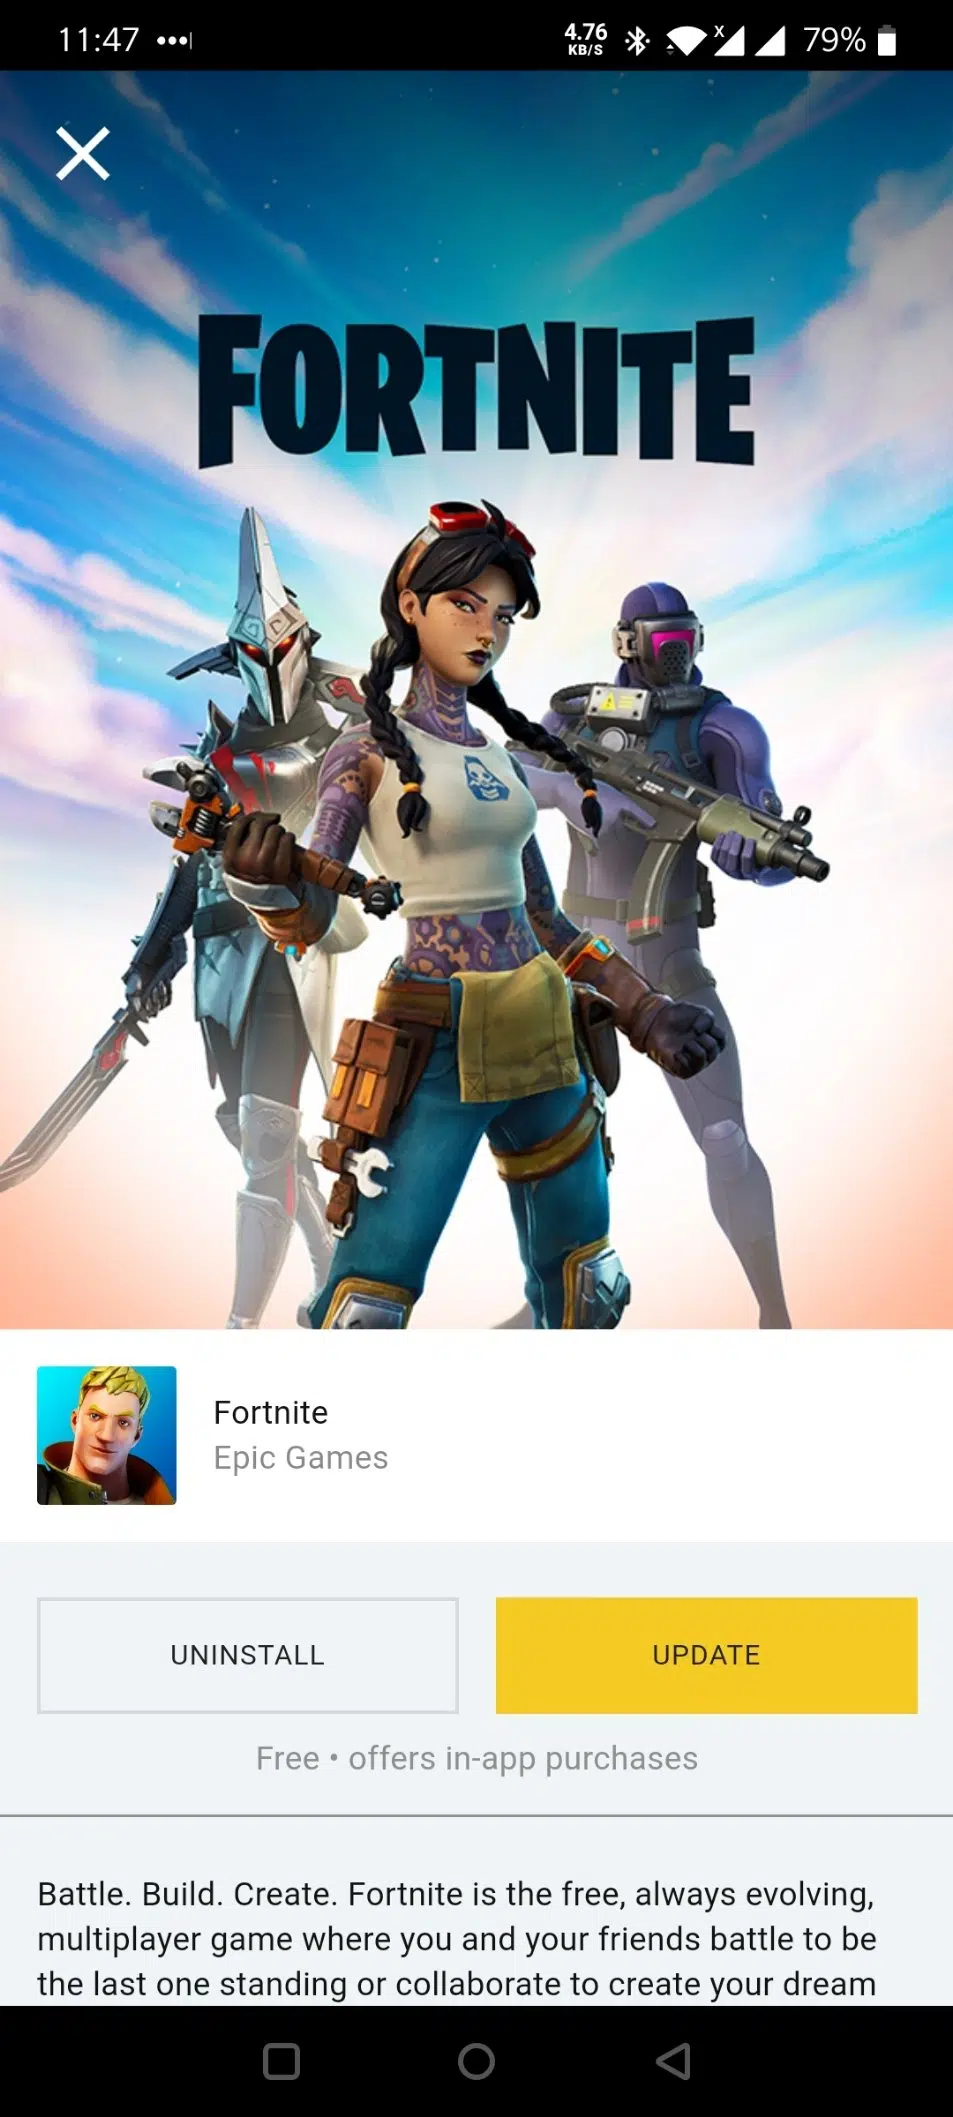 11:47
4.76
KB/S
x
79%
FORTNITE
Fortnite
Epic Games
UNINSTALL
UPDATE
Free • offers in-app purchases
Battle. Build. Create. Fortnite is the free, always evolving,
multiplayer game where you and your friends battle to be
the last one standing or collaborate to create your dream